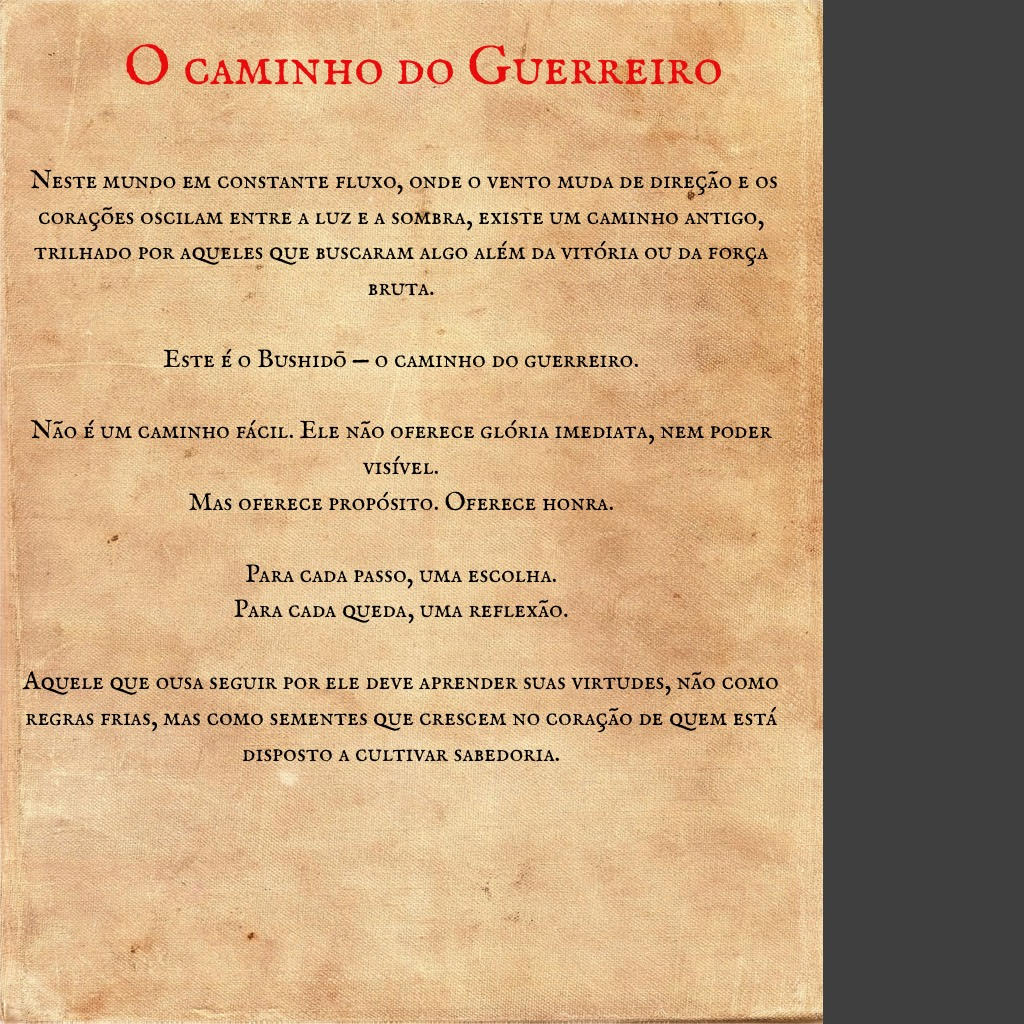 O caminho do Guerreiro
Neste mundo em constante fluxo, onde o vento muda de direção e os
corações oscilam entre a luz e a sombra, existe um caminho antigo,
trilhado por aqueles que buscaram algo além da vitória ou da força
bruta.
Este é o Bushidō — o caminho do guerreiro.
Não é um caminho fácil. Ele não oferece glória imediata, nem poder
visível.
Mas oferece propósito. Oferece honra.
Para cada passo, uma escolha.
Para cada queda, uma reflexão.
Aquele que ousa seguir por ele deve aprender suas virtudes, não como
regras frias, mas como sementes que crescem no coração de quem está
disposto a cultivar sabedoria.